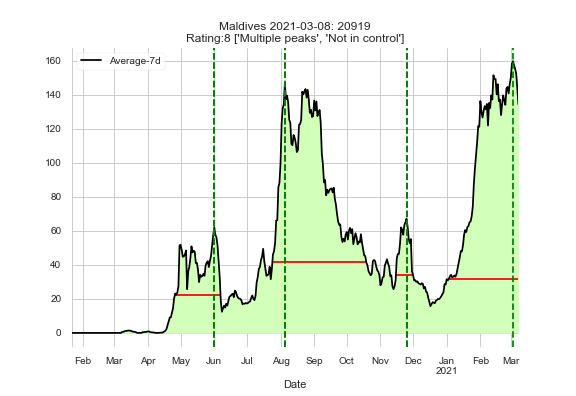 Maldives 2021-03-08: 20919
Rating:8 ['Multiple peaks', 'Not in control']
Average-7d
160
140
120
100
80
60
40
20
0
Feb Mar Apr May Jun Jul Aug Sep Oct Nov Dec Jan Feb Mar
2021
Date